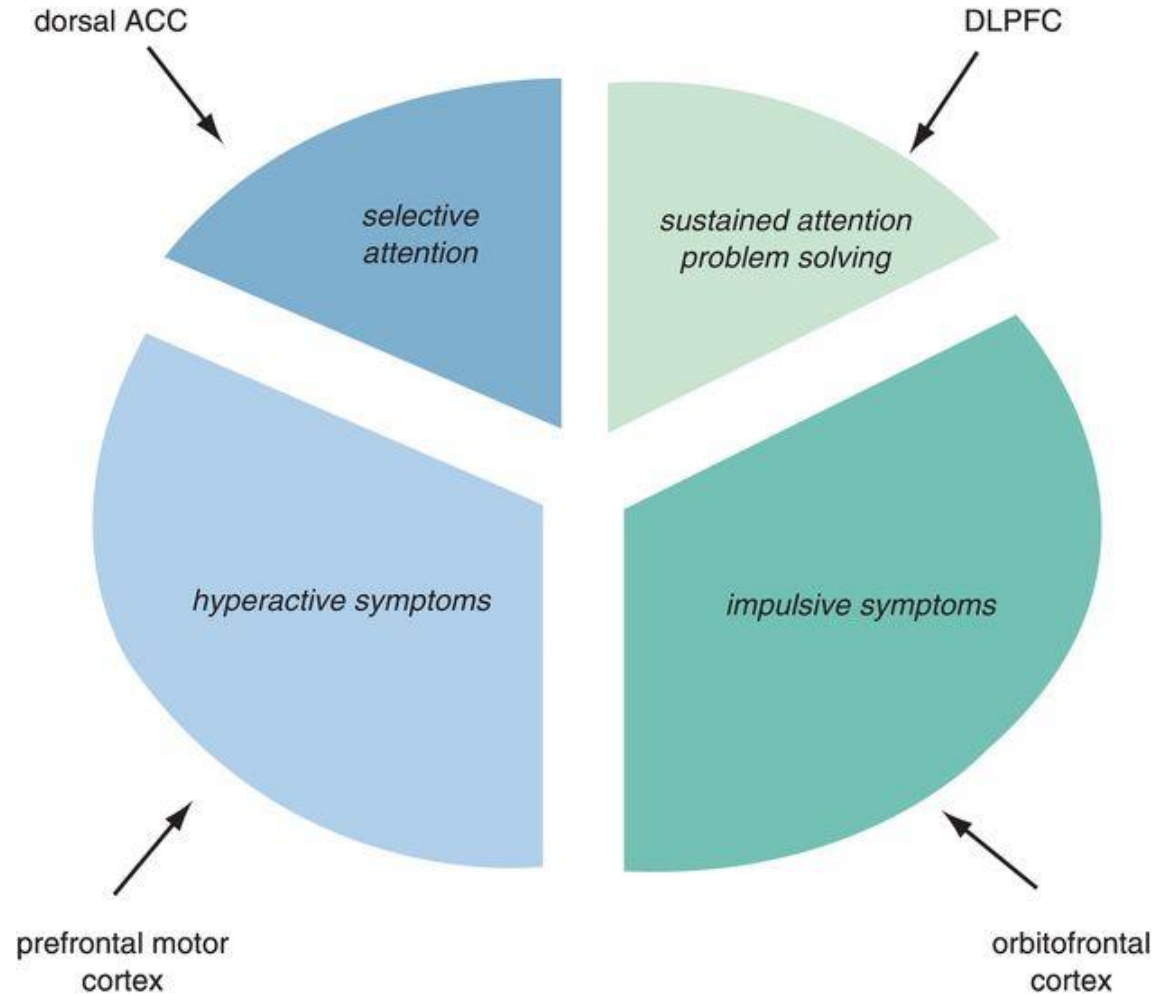 dorsal ACC
DLPFC
selective
attention
sustained attention
problem solving
hyperactive symptoms
impulsive symptoms
prefrontal motor
cortex
orbitofrontal
cortex